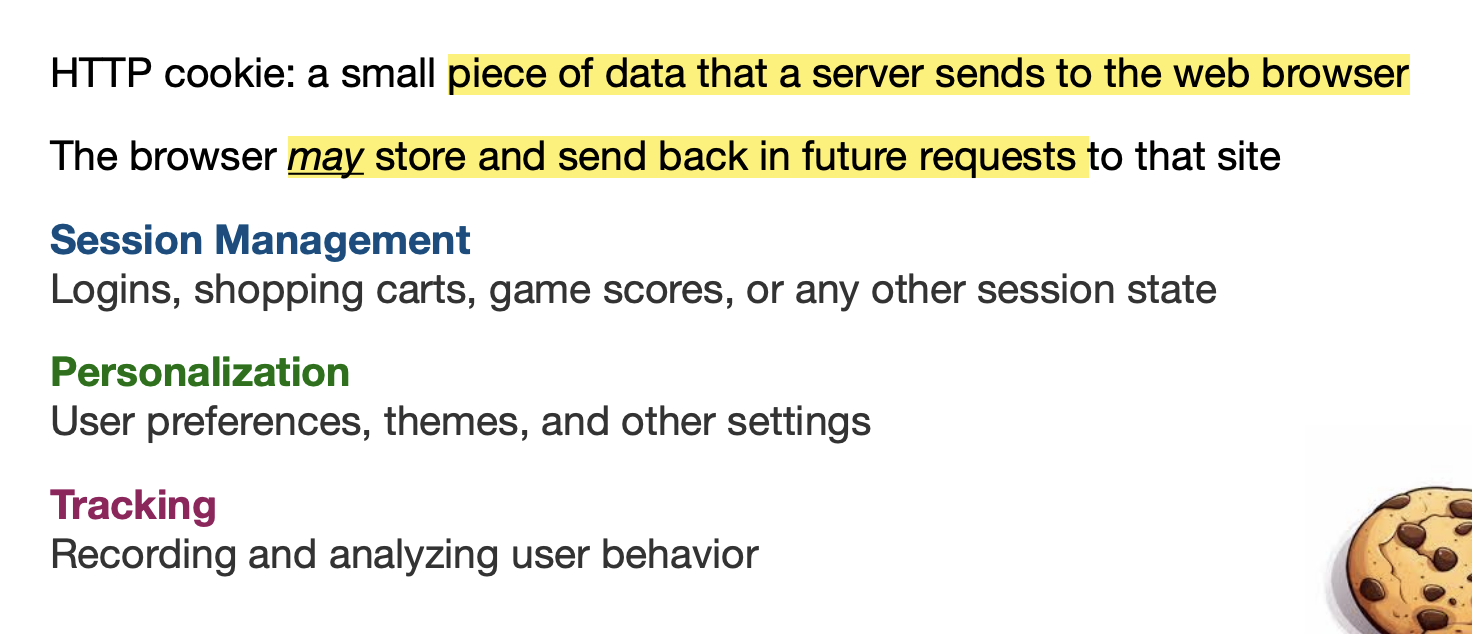 HTTP cookie: a small piece of data that a server sends to the web browser
The browser may store and send back in future requests to that site
Session Management
Logins, shopping carts, game scores, or any other session state
Personalization
User preferences, themes, and other settings
Tracking
Recording and analyzing user behavior